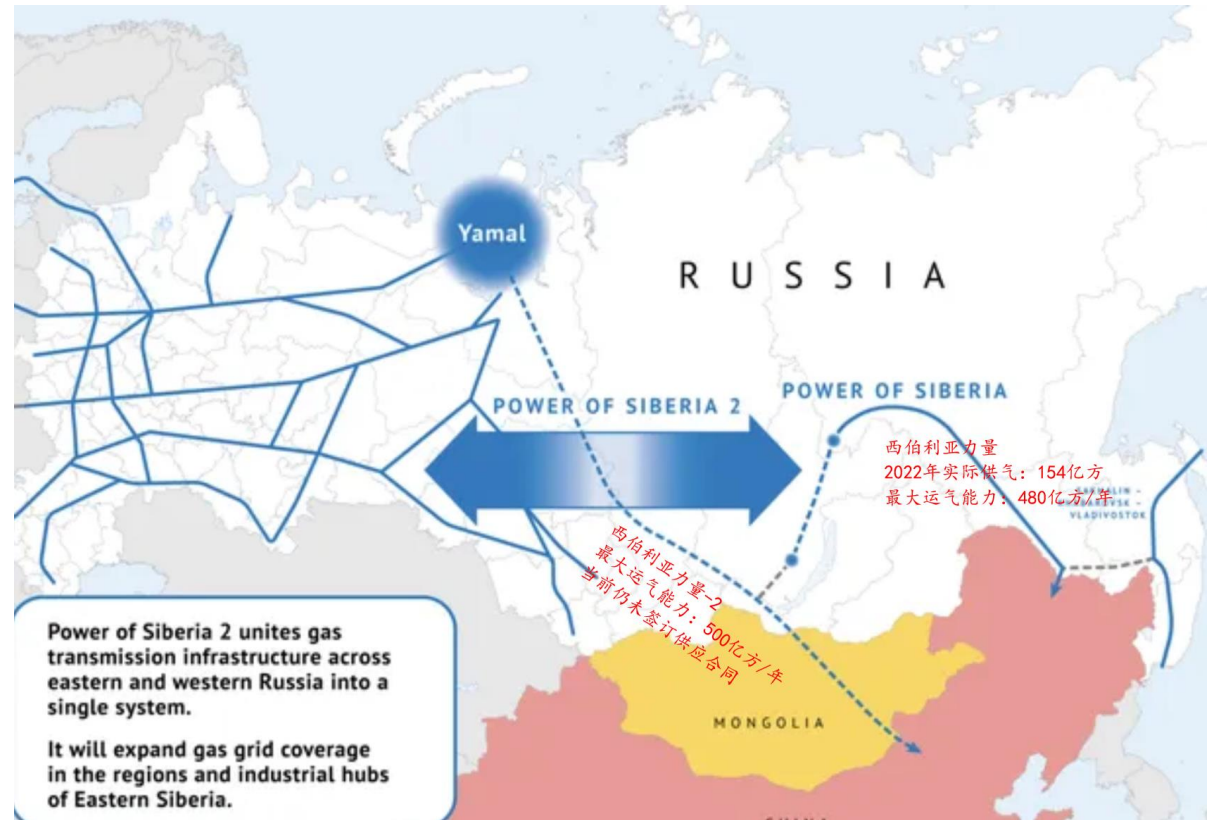 Yamal
RUSSIA
POWER OF SIBERIA 2
POWER OF SIBERIA
西伯利亚力量
2022年实际供气：154亿方
最大运气能力：480亿方/年
VLADIVOSTOK
西伯利亚力量-2
最大运气能力：500亿方/年
当前仍未签订供应合同
MONGOLIA
Power of Siberia 2 unites gas
transmission infrastructure across
eastern and western Russia into a
single system.
It will expand gas grid coverage
in the regions and industrial hubs
of Eastern Siberia.